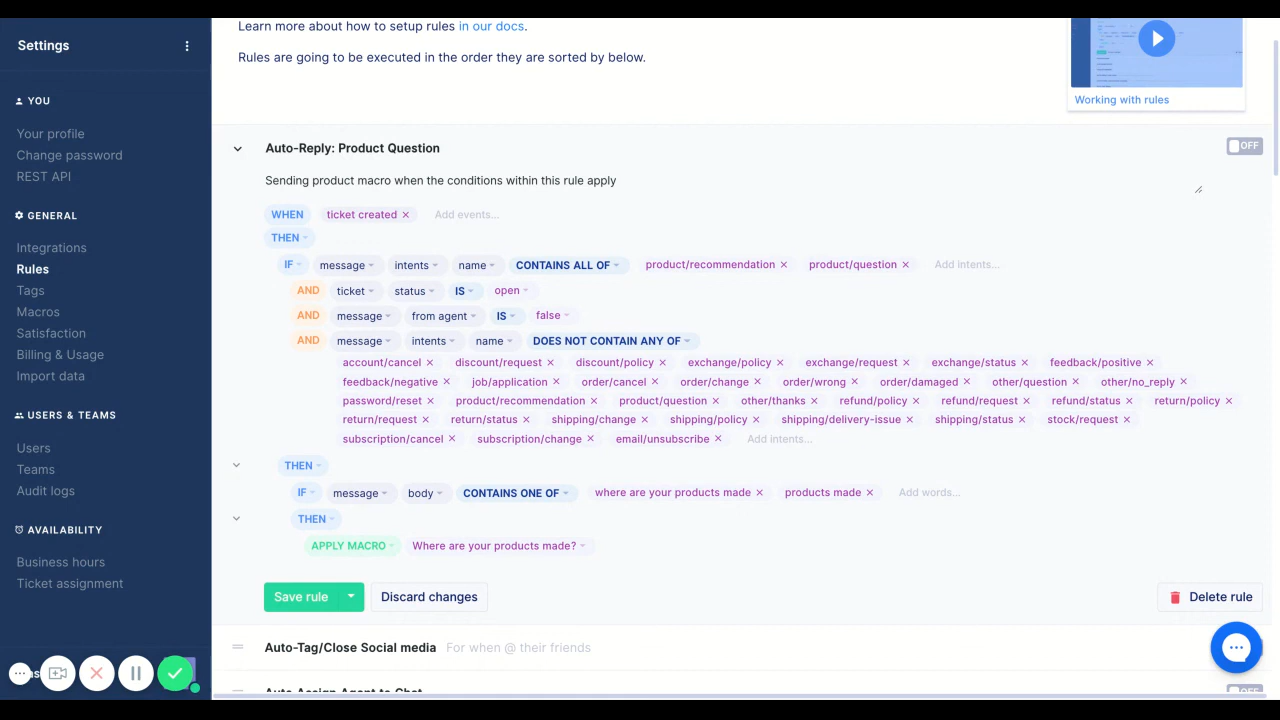 Settings
YOU
Your profile
Change password
REST API
GENERAL
Integrations
Rules
Tags
Macros
Satisfaction
Billing & Usage
Import data
USERS & TEAMS
Users
Teams
Audit logs
AVAILABILITY
Business hours
Ticket assignment
Learn more about how to setup rules in our docs.
Rules are going to be executed in the order they are sorted by below.
Working with rules
Auto-Reply: Product Question
OFF
Sending product macro when the conditions within this rule apply
WHEN ticket created × Add events...
THEN
IF message intents name CONTAINS ALL OF product/recommendation × product/question × Add intents...
AND ticket status IS open
AND message from agent IS false
AND message intents name DOES NOT CONTAIN ANY OF
account/cancel × discount/request × discount/policy × exchange/policy × exchange/request × exchange/status × feedback/positive ×
feedback/negative × job/application × order/cancel × order/change × order/wrong × order/damaged × other/question × other/no_reply ×
password/reset × product/recommendation × product/question × other/thanks × refund/policy × refund/request × refund/status × return/policy ×
return/request × return/status × shipping/change × shipping/policy × shipping/delivery-issue × shipping/status × stock/request ×
subscription/cancel × subscription/change × email/unsubscribe × Add intents...
THEN
IF message body CONTAINS ONE OF where are your products made × products made × Add words...
THEN
APPLY MACRO Where are your products made?
Save rule Discard changes Delete rule
Auto-Tag/Close Social media For when @ their friends
Auto Assign Agent to Chat
OFF